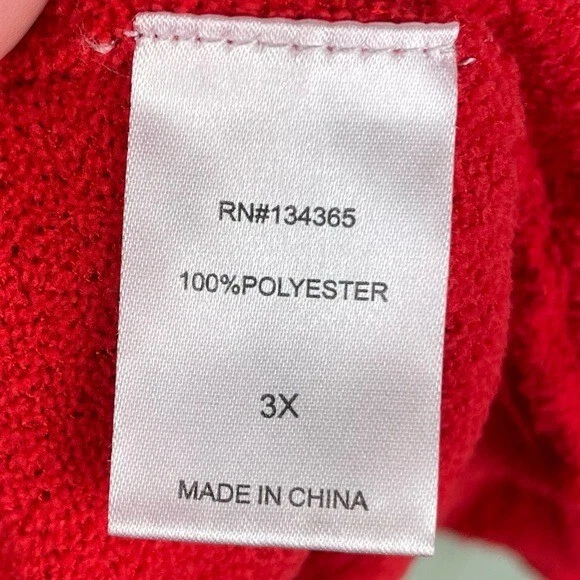 RN#134365
100%POLYESTER
3X
MADE IN CHINA